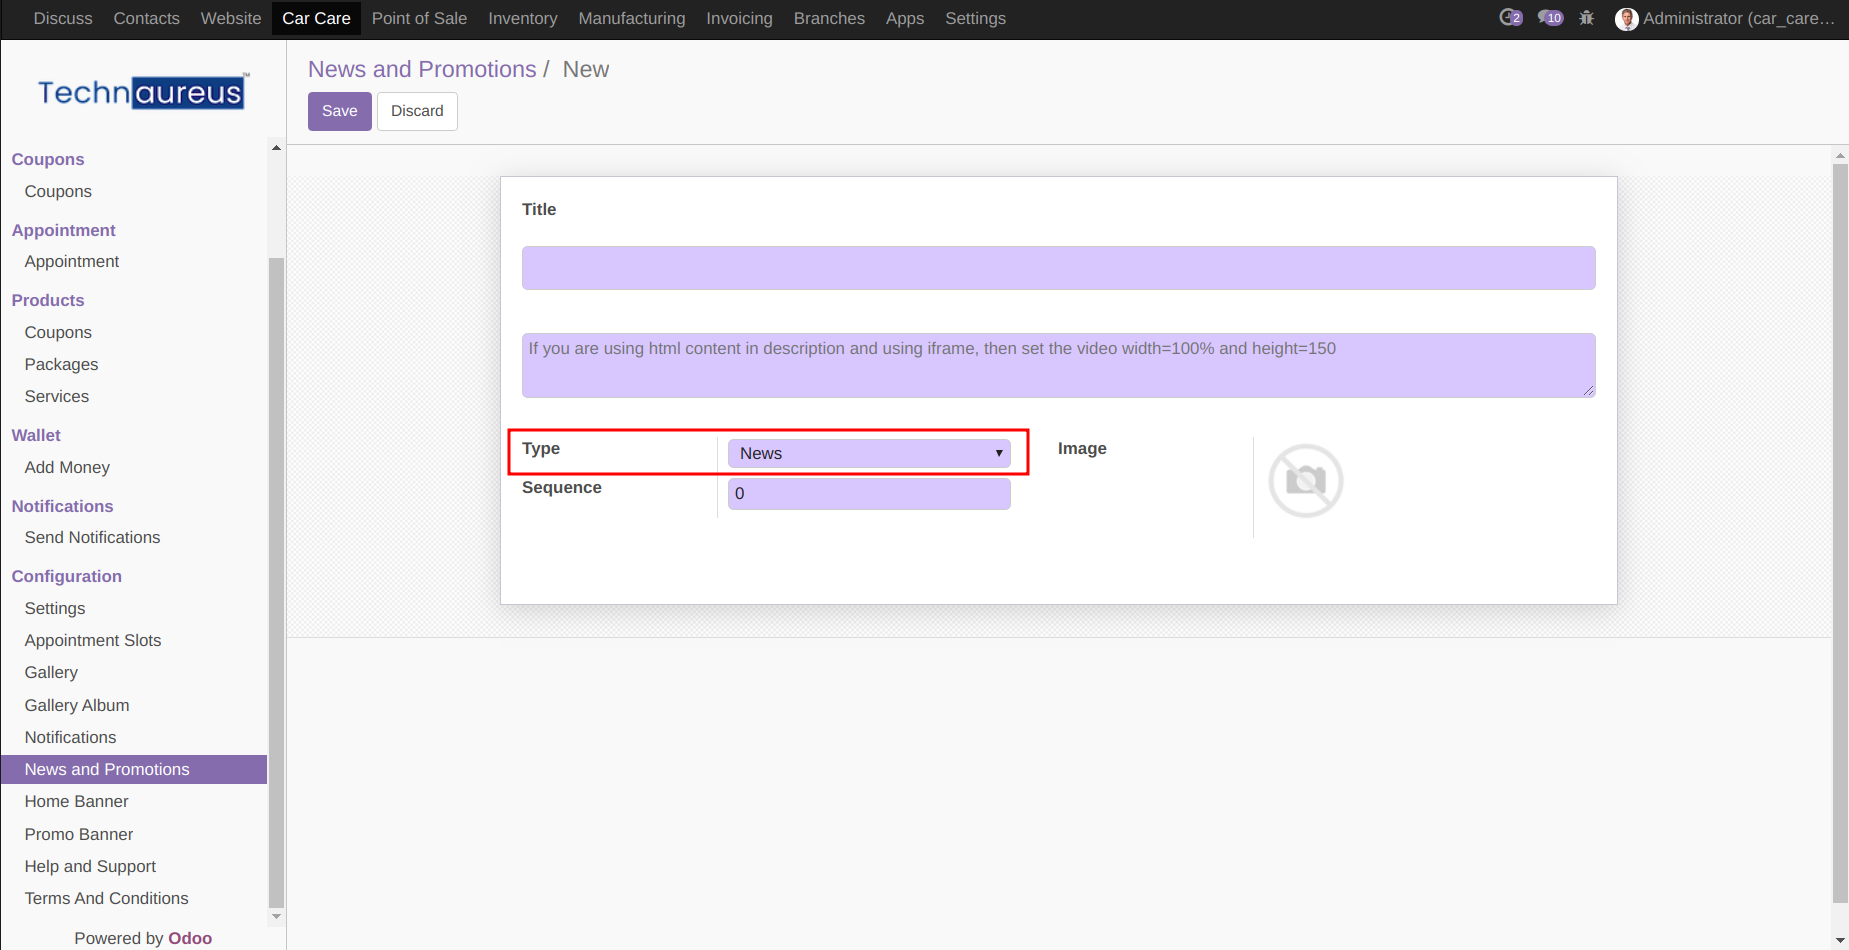 Discuss Contacts Website Car Care Point of Sale Inventory Manufacturing Invoicing Branches Apps Settings 2 10 Administrator (car_care...
Technaureus™
Coupons
Coupons
Appointment
Appointment
Products
Coupons
Packages
Services
Wallet
Add Money
Notifications
Send Notifications
Configuration
Settings
Appointment Slots
Gallery
Gallery Album
Notifications
News and Promotions
Home Banner
Promo Banner
Help and Support
Terms And Conditions
Powered by Odoo
News and Promotions / New
Save Discard
Title
If you are using html content in description and using iframe, then set the video width=100% and height=150
Type News Image
Sequence 0